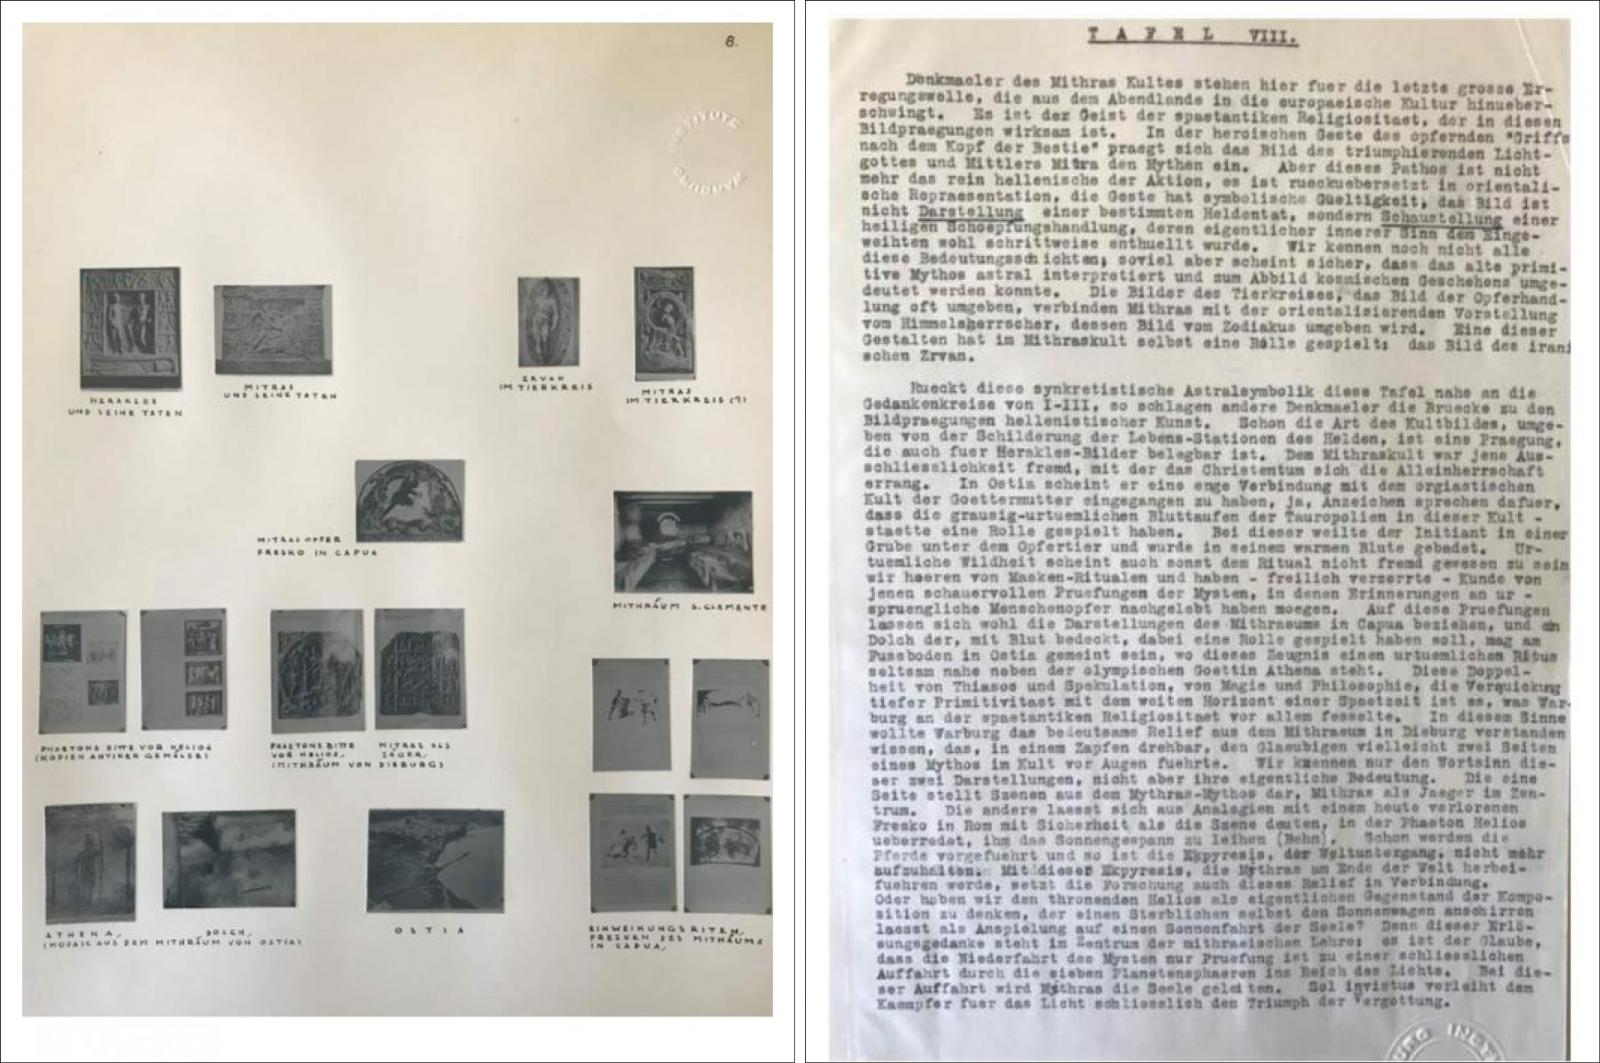 8.
INSTITUTE
WARBURG
HERAKLES
UND SEINE TATEN
MITRAS
UND SEINE TATEN
ZRVAN
IM TIERKREIS
MITRAS
IM TIERKREIS (?)
MITRAS OPFER
FRESKO IN CAPUA
MITHRÄUM S. CLEMENTE
PHAETONS BITTE VOR HELIOS
(KOPIEN ANTIKER GEMÄLDE)
PHAETONS BITTE
VOR HELIOS,
MITRAS ALS
JÄGER,
(MITHRÄUM VON DIEBURG)
ATHENA,
DOLCH,
(MOSAIC AUS DEM MITHRÄUM VON OSTIA)
OSTIA
EINWEIHUNGSRITEN,
FRESKEN DES MITHRÄUMS
IN CAPUA,
TAFEL VIII.
Denkmaeler des Mithras Kultes stehen hier fuer die letzte grosse Er-
regungswelle, die aus dem Abendlande in die europaeische Kultur hinueber-
schwingt. Es ist der Geist der spaetantiken Religiositaet, der in diesen
Bildpraegungen wirksam ist. In der heroischen Geste des opfernden "Griffs
nach dem Kopf der Bestie" praegt sich das Bild des triumphierenden Licht-
gottes und Mittlers Mitra den Mythen ein. Aber dieses Pathos ist nicht
mehr das rein hellenische der Aktion, es ist rueckuebersetzt in orientali-
sche Repraesentation, die Geste hat symbolische Gueltigkeit, das Bild ist
nicht Darstellung einer bestimmten Heldentat, sondern Schaustellung einer
heiligen Schoepfungshandlung, deren eigentlicher innerer Sinn dem Einge-
weihten wohl schrittweise enthuellt wurde. Wir kennen noch nicht alle
diese Bedeutungsschichten; soviel aber scheint sicher, dass das alte primi-
tive Mythos astral interpretiert und zum Abbild kosmischen Geschehens umge-
deutet werden konnte. Die Bilder des Tierkreises, das Bild der Opferhand-
lung oft umgeben, verbinden Mithras mit der orientalisierenden Vorstellung
vom Himmelsherrscher, dessen Bild vom Zodiakus umgeben wird. Eine dieser
Gestalten hat im Mithraskult selbst eine Rolle gespielt: das Bild des irani
schen Zrvan.
Rueckt diese synkretistische Astralsymbolik diese Tafel nahe an die
Gedankenkreise von I-III, so schlagen andere Denkmaeler die Bruecke zu den
Bildpraegungen hellenistischer Kunst. Schon die Art des Kultbildes, umge-
ben von der Schilderung der Lebens-Stationen des Helden, ist eine Praegung,
die auch fuer Herakles-Bilder belegbar ist. Dem Mithraskult war jene Aus-
schliesslichkeit fremd, mit der das Christentum sich die Alleinherrschaft
errang. In Ostia scheint er eine enge Verbindung mit dem orgiastischen
Kult der Goettermutter eingegangen zu haben, ja, Anzeichen sprechen dafuer,
dass die grausig-urtuemlichen Bluttaufen der Tauropolien in dieser Kult -
staette eine Rolle gespielt haben. Bei dieser weilte der Initiant in einer
Grube unter dem Opfertier und wurde in seinem warmen Blute gebadet. Ur-
tuemliche Wildheit scheint auch sonst dem Ritual nicht fremd gewesen zu sein
wir hoeren von Masken-Ritualen und haben - freilich verzerrte - Kunde von
jenen schauervollen Pruefungen der Mysten, in denen Erinnerungen an ur -
spruengliche Menschenopfer nachgelebt haben moegen. Auf diese Pruefungen
lassen sich wohl die Darstellungen des Mithraeums in Capua beziehen, und ein
Dolch der, mit Blut bedeckt, dabei eine Rolle gespielt haben soll, mag am
Fussboden in Ostia gemeint sein, wo dieses Zeugnis einen urtuemlichen Ritus
seltsam nahe neben der olympischen Goettin Athena steht. Diese Doppel-
heit von Thiasos und Spekulation, von Magie und Philosophie, die Verquickung
tiefer Primitivitaet mit dem weiten Horizont einer Spaetzeit ist es, was War-
burg an der spaetantiken Religiositaet vor allem fesselte. In diesem Sinne
wollte Warburg das bedeutsame Relief aus dem Mithraeum in Dieburg verstanden
wissen, das, in einem Zapfen drehbar, den Glaeubigen vielleicht zwei Seiten
eines Mythos im Kult vor Augen fuehrte. Wir kennen nur den Wortsinn die-
ser zwei Darstellungen, nicht aber ihre eigentliche Bedeutung. Die eine
Seite stellt Szenen aus dem Mythras-Mythos dar, Mithras als Jaeger im Zen-
trum. Die andere laesst sich aus Analogien mit einem heute verlorenen
Fresko in Rom mit Sicherheit als die Szene deuten, in der Phaeton Helios
ueberredet, ihm das Sonnengespann zu leihen (Behn). Schon werden die
Pferde vorgefuehrt und so ist die Ekpyresis, der Weltuntergang, nicht mehr
aufzuhalten. Mit dieser Ekpyresis, die Mythras am Ende der Welt herbei-
fuehren werde, setzt die Forschung auch dieses Relief in Verbindung.
Oder haben wir den thronenden Helios als eigentlichen Gegenstand der Kompo-
sition zu denken, der einen Sterblichen selbst den Sonnenwagen anschirren
laesst als Anspielung auf einen Sonnenfahrt der Seele? Denn dieser Erlö-
sungsgedanke steht im Zentrum der mithraeischen Lehre: es ist der Glaube,
dass die Niederfahrt des Mysten nur Pruefung ist zu einer schliesslichen
Auffahrt durch die sieben Planetensphaeren ins Reich des Lichts. Bei die-
ser Auffahrt wird Mythras die Seele geleiten. Sol invictus verleiht dem
Kaempfer fuer das Licht schliesslich den Triumph der Vergottung.